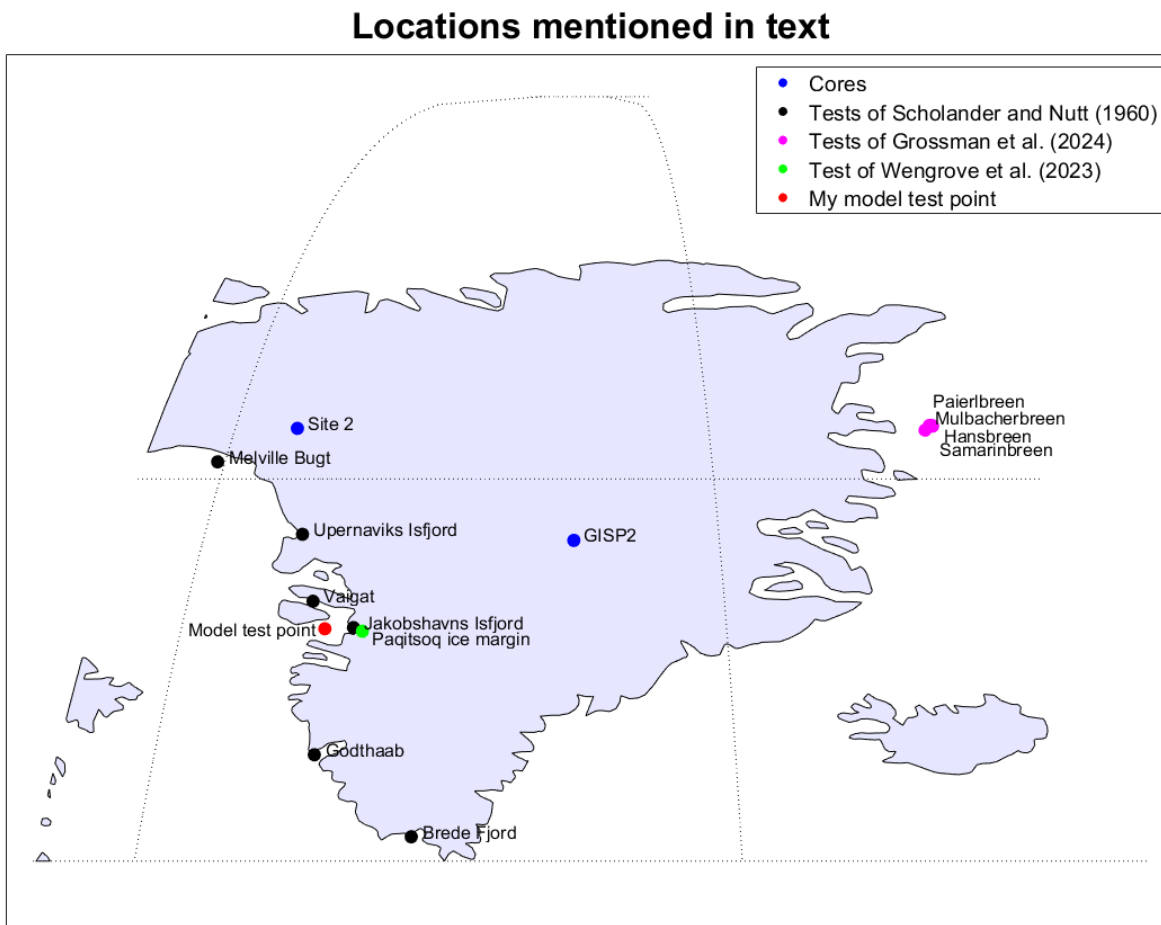 Locations mentioned in text
Cores
Tests of Scholander and Nutt (1960)
Tests of Grossman et al. (2024)
Test of Wengrove et al. (2023)
My model test point
Paierlbreen
Mulbacherbreen
Hansbreen
Samarinbreen
Site 2
Melville Bugt
Upernaviks Isfjord
GISP2
Vaigat
Jakobshavns Isfjord
Model test point
Paqitsoq ice margin
Godthaab
Brede Fjord